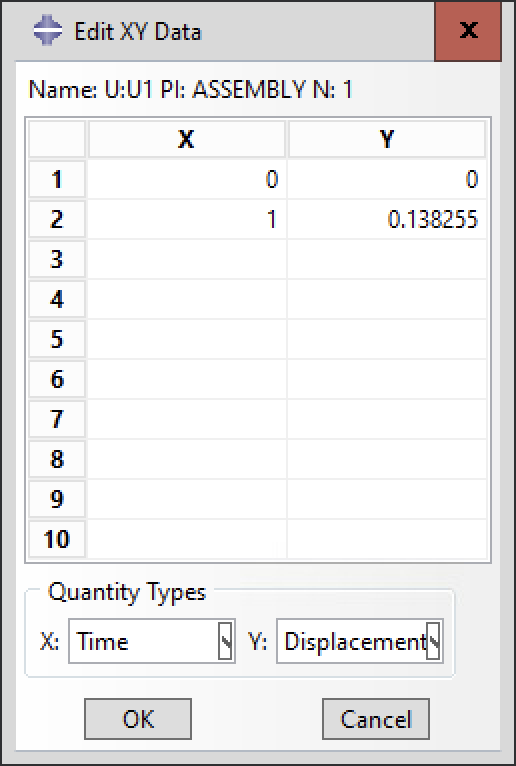 Edit XY Data x
Name: U:U1 PI: ASSEMBLY N: 1
X Y
1 0 0
2 1 0.138255
3
4
5
6
7
8
9
10
Quantity Types
X: Time Y: Displacement
OK Cancel